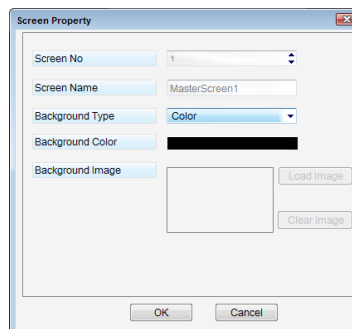 Screen Property
Screen No
1
Screen Name
MasterScreen1
Background Type
Color
Background Color
Background Image
Load Image
Clear Image
OK
Cancel